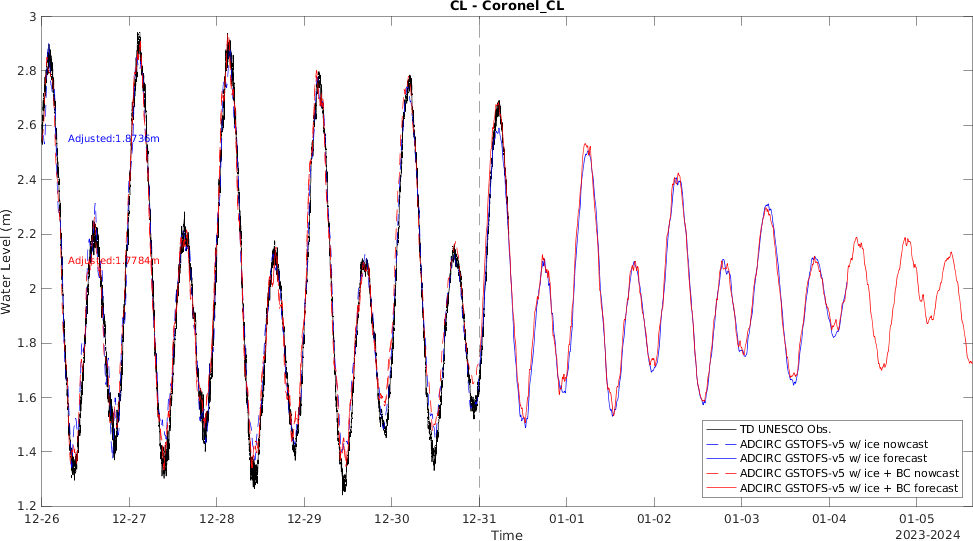 CL - Coronel_CL
3
2.8
2.6
2.4
2.2
2
1.8
1.6
1.4
1.2
Water Level (m)
Adjusted:1.8736m
Adjusted:1.7784m
TD UNESCO Obs.
ADCIRC GSTOFS-v5 w/ ice nowcast
ADCIRC GSTOFS-v5 w/ ice forecast
ADCIRC GSTOFS-v5 w/ ice + BC nowcast
ADCIRC GSTOFS-v5 w/ ice + BC forecast
12-26 12-27 12-28 12-29 12-30 12-31 01-01 01-02 01-03 01-04 01-05
Time
2023-2024